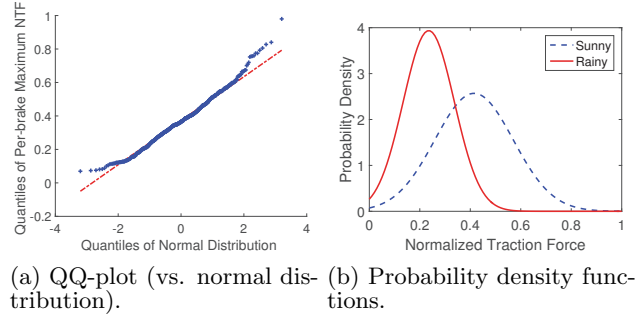 Quantiles of Per-brake Maximum NTF
1
0.8
0.6
0.4
0.2
0
-0.2
-4
-2
0
2
4
Quantiles of Normal Distribution
(a) QQ-plot (vs. normal dis-
tribution).
Probability Density
4
3
2
1
0
0
0.2
0.4
0.6
0.8
1
Normalized Traction Force
Sunny
Rainy
(b) Probability density func-
tions.